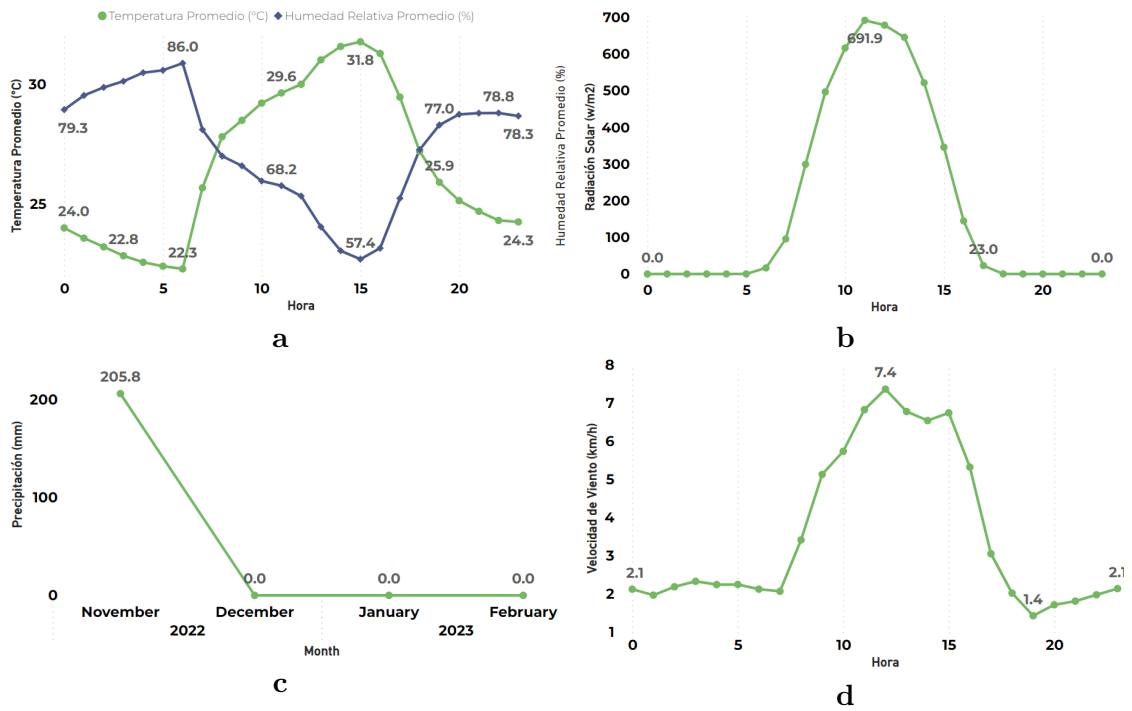 Temperatura Promedio (°C) Humedad Relativa Promedio (%)
Temperatura Promedio (°C)
30
25
79.3
86.0
29.6
31.8
77.0
78.8
78.3
68.2
25.9
24.0
22.8
22.3
57.4
24.3
0 5 10 15 20
Hora
Humedad Relativa Promedio (%)
a
Radiación Solar (w/m2)
700
600
500
400
300
200
100
0
691.9
0.0
23.0
0.0
0 5 10 15 20
Hora
b
Precipitación (mm)
200
100
0
205.8
0.0
0.0
0.0
November December January February
2022 2023
Month
c
Velocidad de Viento (km/h)
8
7
6
5
4
3
2
1
7.4
2.1
1.4
2.1
0 5 10 15 20
Hora
d